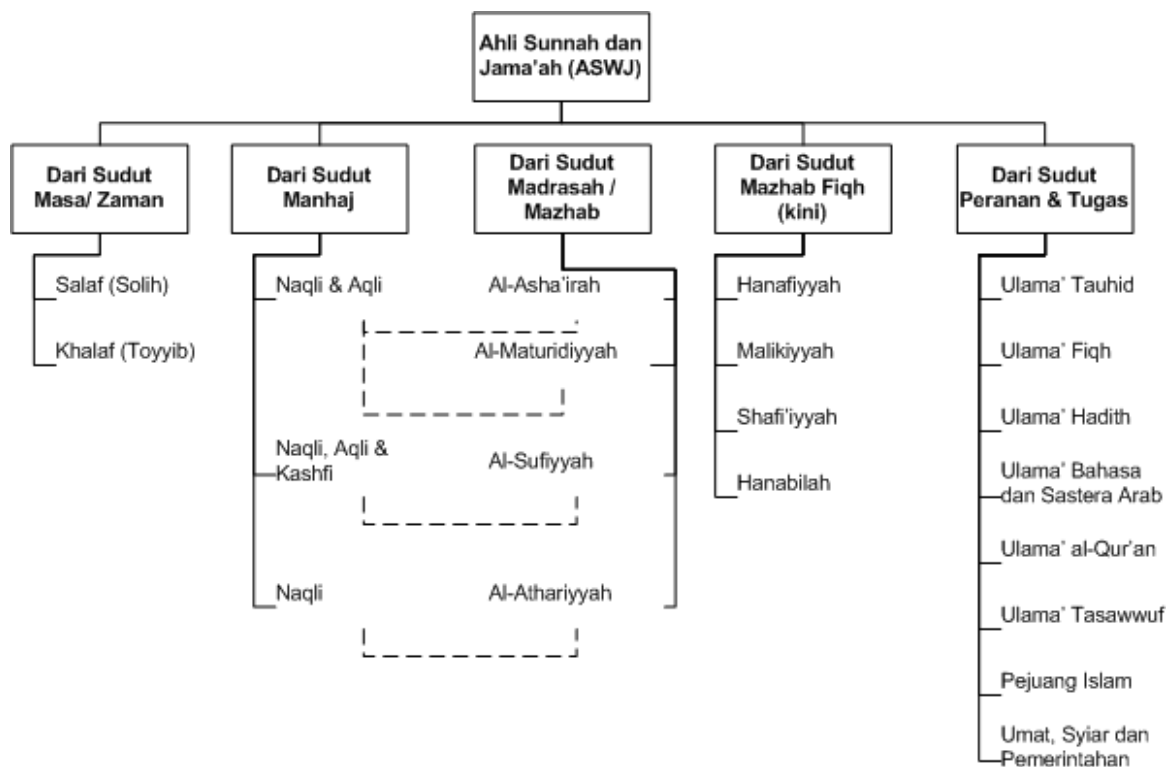 Ahli Sunnah dan
Jama'ah (ASWJ)
Dari Sudut
Masa/ Zaman
Dari Sudut
Manhaj
Dari Sudut
Madrasah /
Mazhab
Dari Sudut
Mazhab Fiqh
(kini)
Dari Sudut
Peranan & Tugas
Salaf (Solih)
Khalaf (Toyyib)
Naqli & Aqli
Naqli, Aqli &
Kashfi
Naqli
Al-Asha'irah
Al-Maturidiyyah
Al-Sufiyyah
Al-Athariyyah
Hanafiyyah
Malikiyyah
Shafi'iyyah
Hanabilah
Ulama' Tauhid
Ulama' Fiqh
Ulama' Hadith
Ulama' Bahasa
dan Sastera Arab
Ulama' al-Qur'an
Ulama' Tasawwuf
Pejuang Islam
Umat, Syiar dan
Pemerintahan